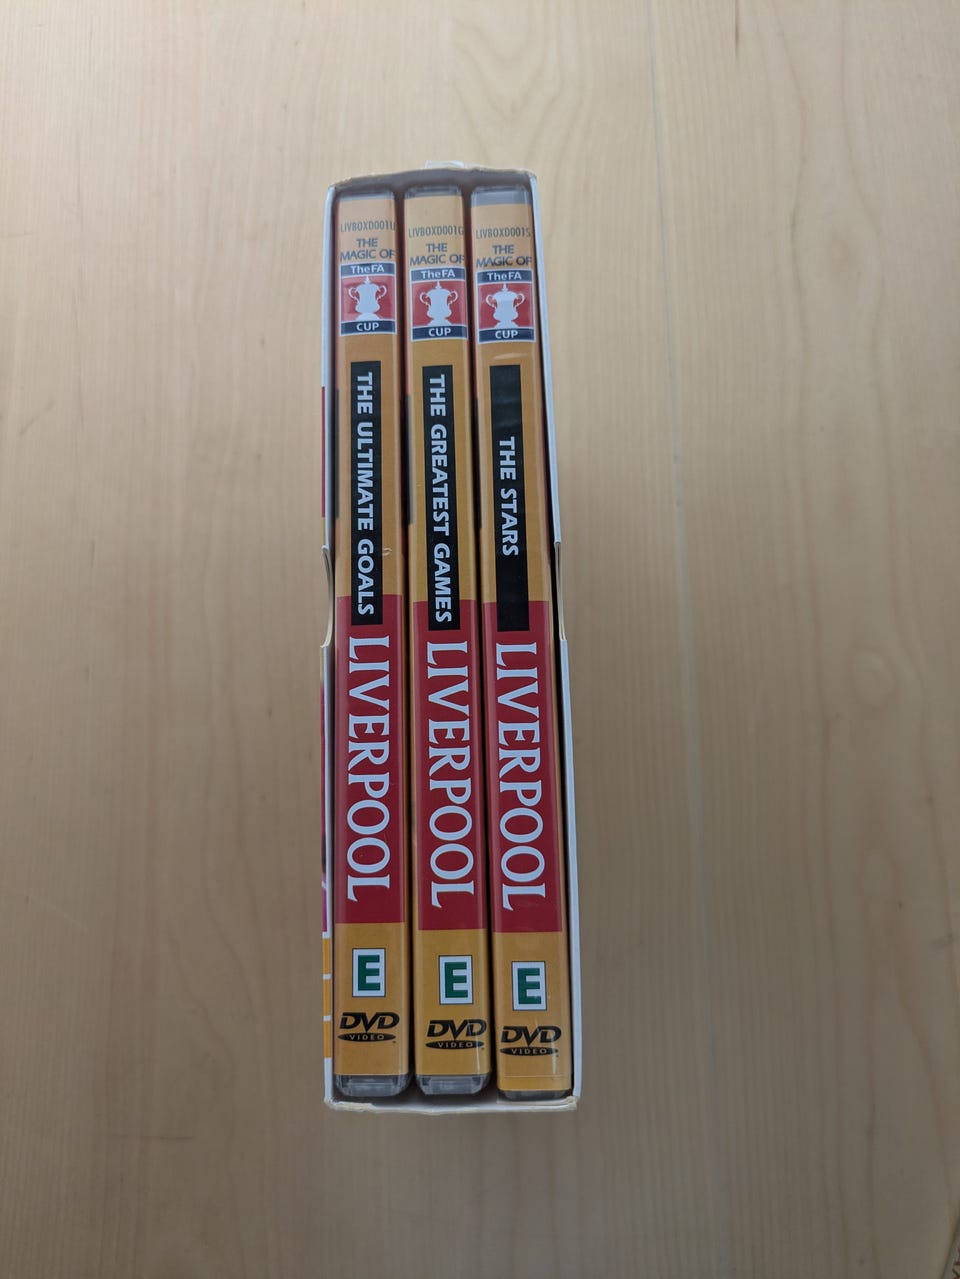 LIVBOXD001U
THE
MAGIC OF
The FA
CUP
THE ULTIMATE GOALS
LIVERPOOL
E
DVD
VIDEO
LIVBOXD001G
THE
MAGIC OF
The FA
CUP
THE GREATEST GAMES
LIVERPOOL
E
DVD
VIDEO
LIVBOXD001S
THE
MAGIC OF
The FA
CUP
THE STARS
LIVERPOOL
E
DVD
VIDEO